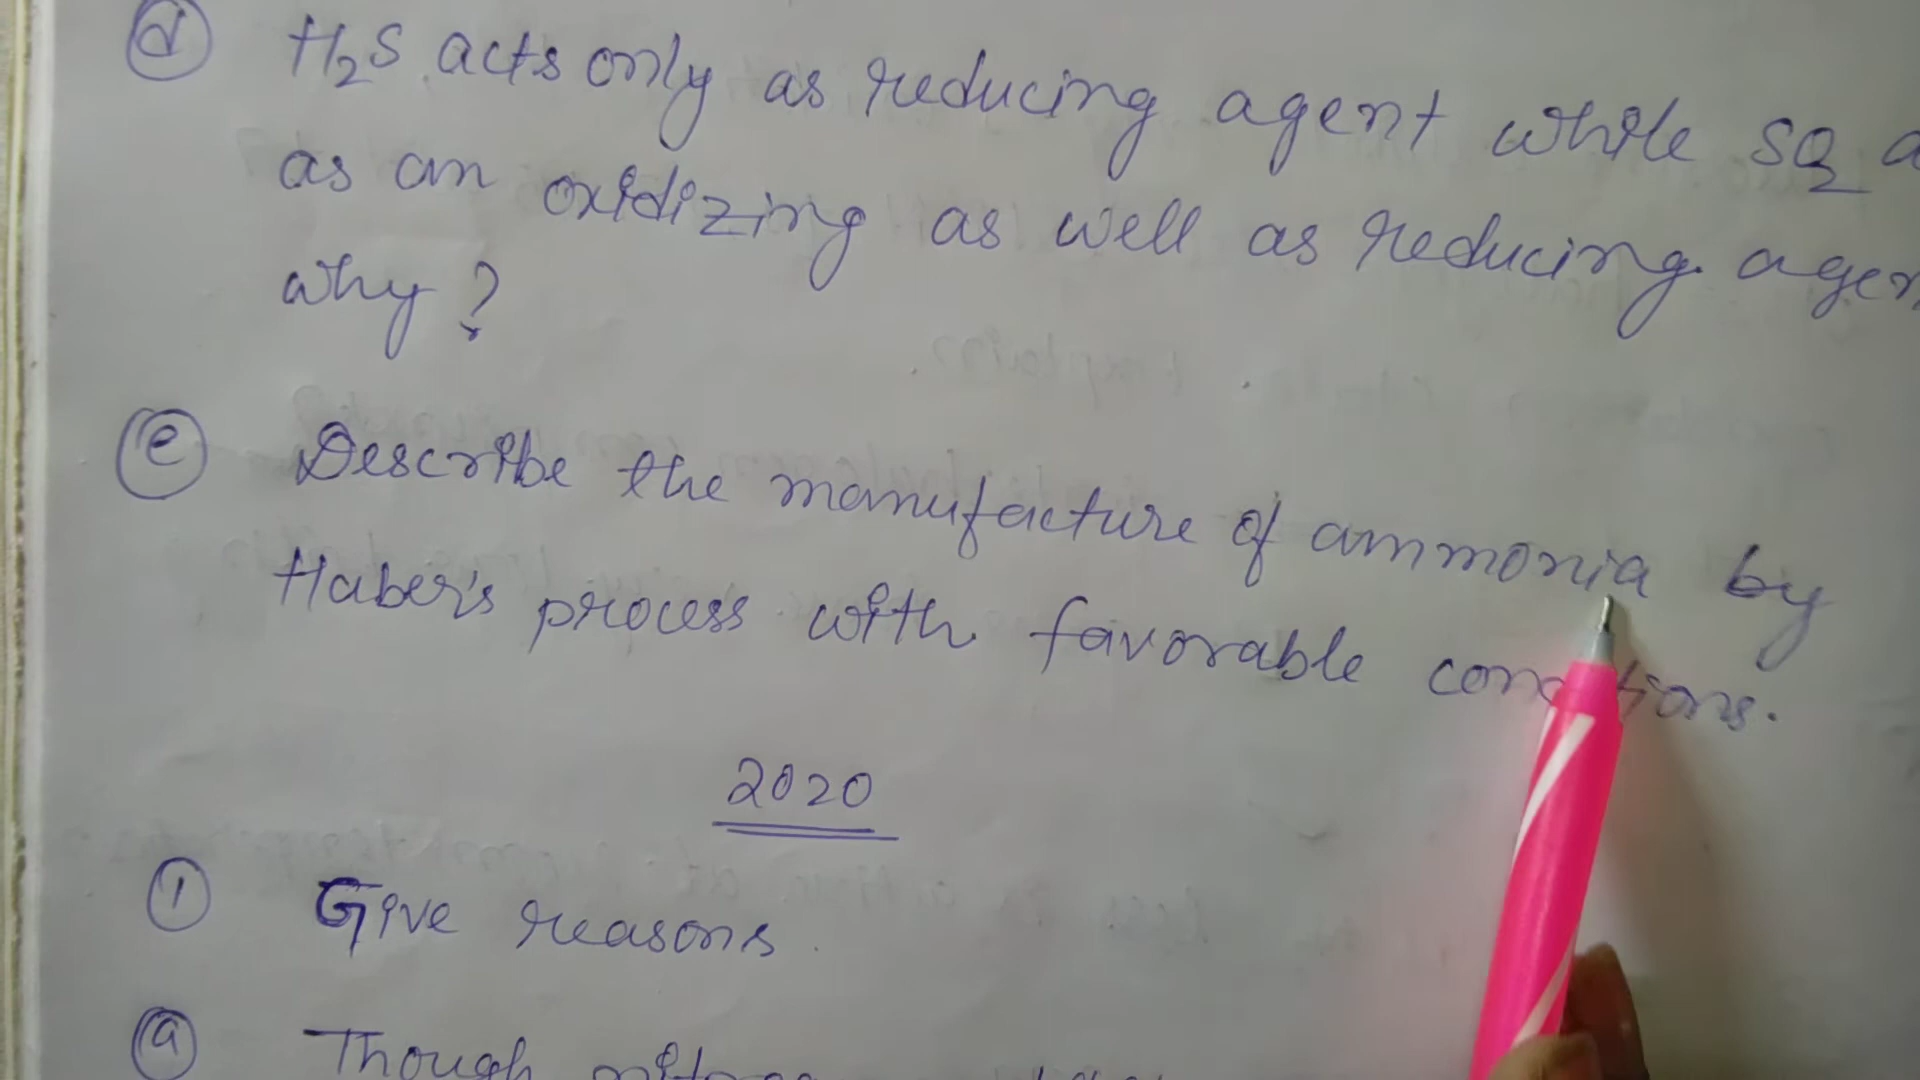 d H₂S acts only as reducing agent while SO₂
as an oxidizing as well as reducing
why?
e Describe the manufacture of ammonia by
Haber's process with favorable conditions.
2020
1 Give reasons.
a Though